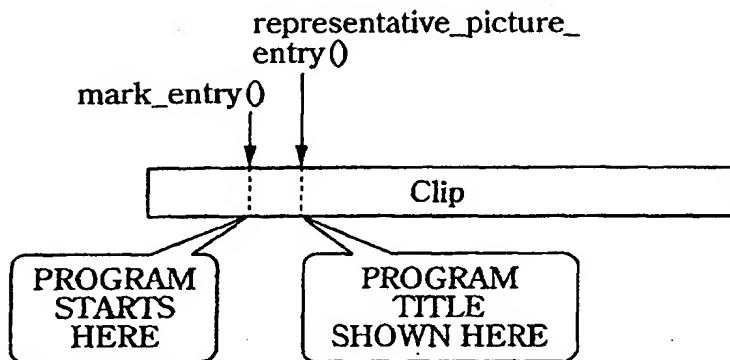 representative_picture_
entry()
mark_entry()
Clip
PROGRAM
STARTS
HERE
PROGRAM
TITLE
SHOWN HERE